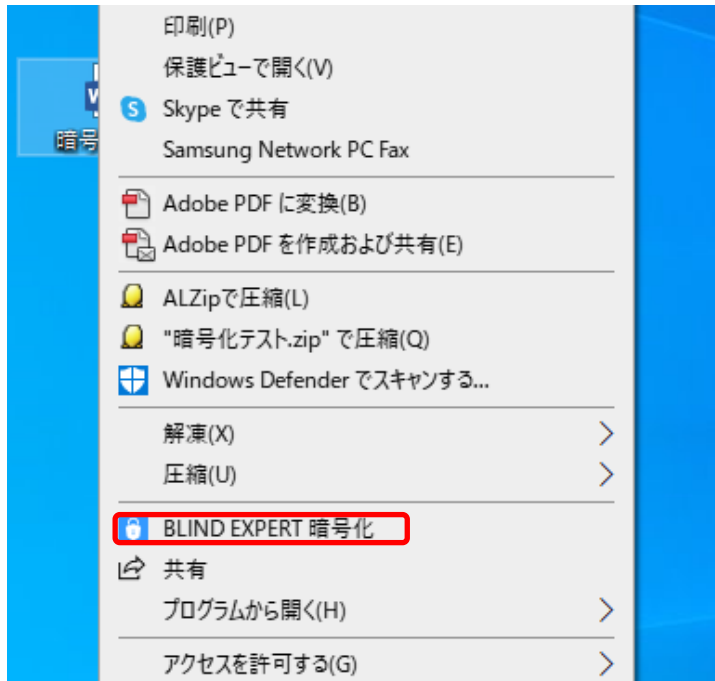 印刷(P)
保護ビューで開く(V)
Skype で共有
Samsung Network PC Fax
Adobe PDF に変換(B)
Adobe PDF を作成および共有(E)
ALZipで圧縮(L)
"暗号化テスト.zip" で圧縮(Q)
Windows Defender でスキャンする...
解凍(X)
圧縮(U)
BLIND EXPERT 暗号化
共有
プログラムから開く(H)
アクセスを許可する(G)
W
暗号